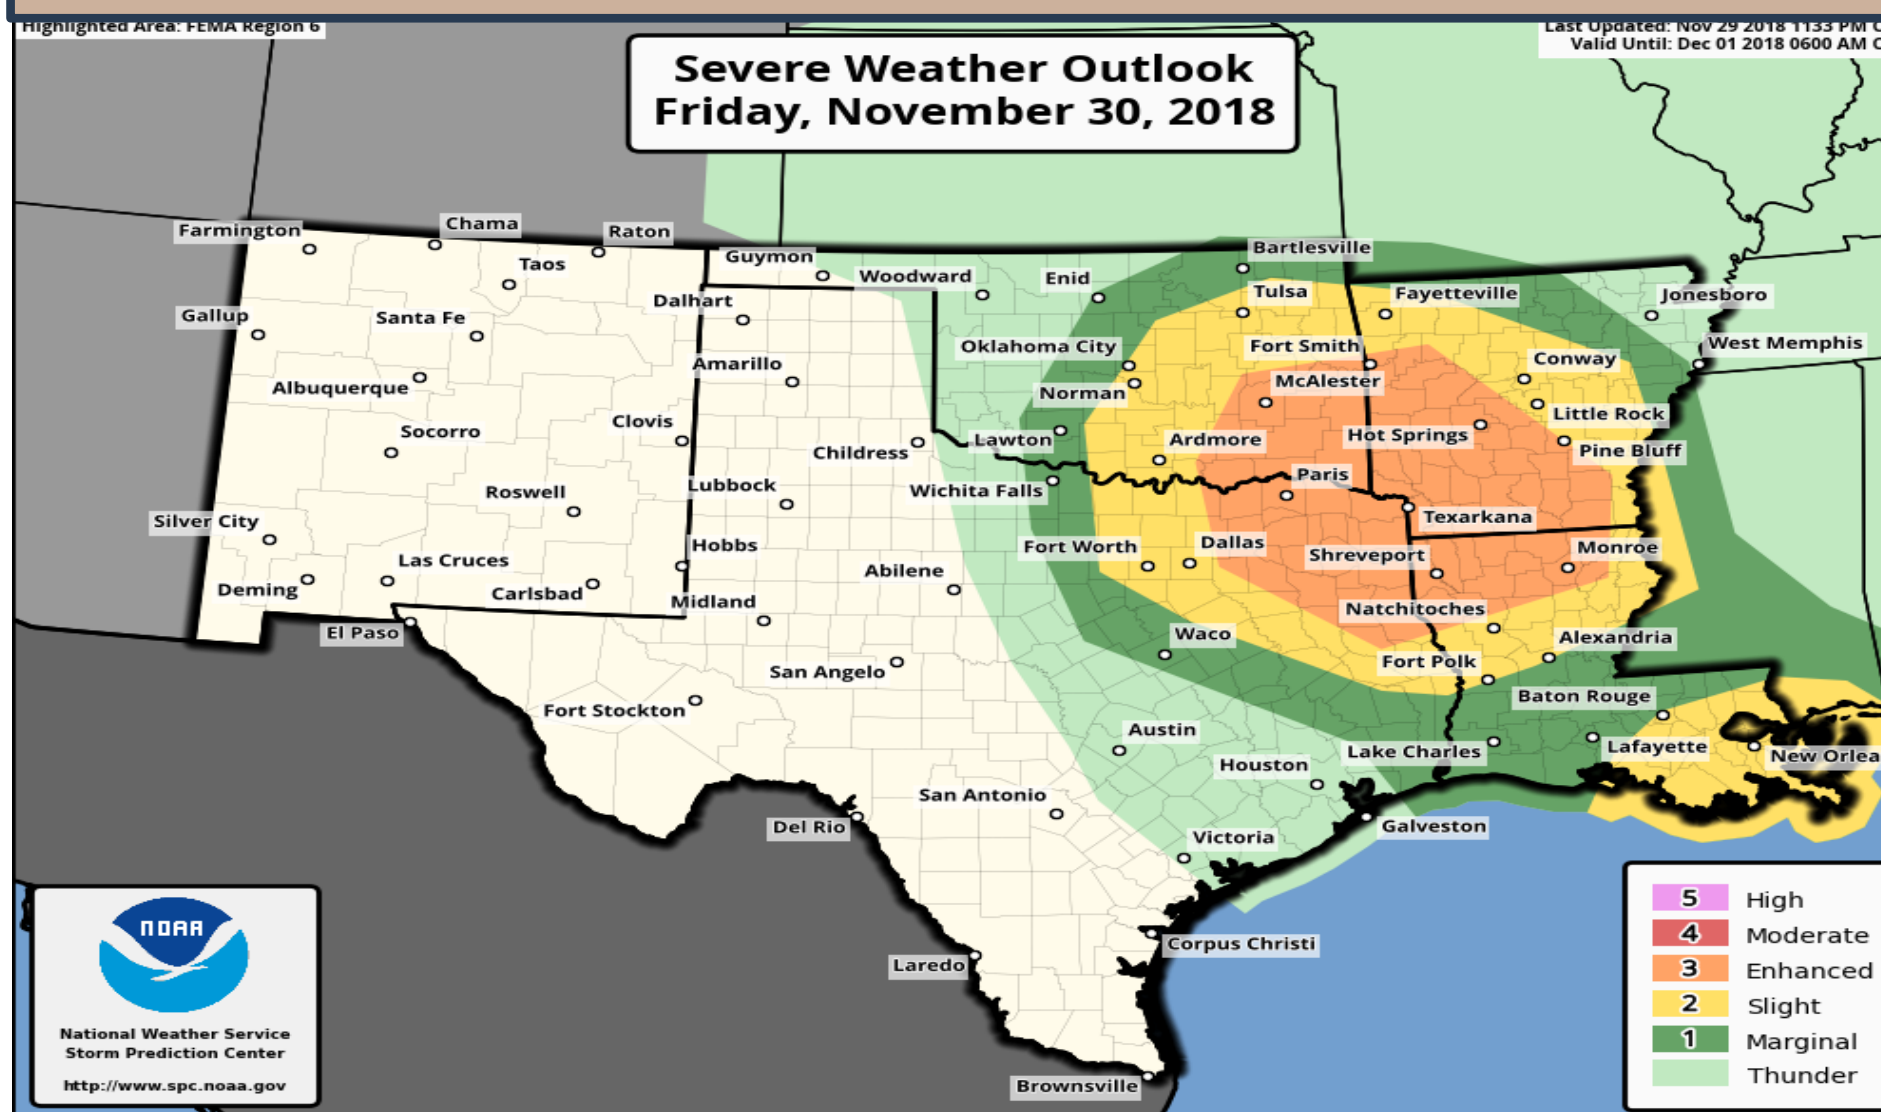 Highlighted Area: FEMA Region 6
Last Updated: Nov 29 2018 1133 PM
Valid Until: Dec 01 2018 0600 AM
Severe Weather Outlook
Friday, November 30, 2018
Farmington
Chama
Raton
Taos
Guymon
Woodward
Enid
Bartlesville
Dalhart
Tulsa
Fayetteville
Jonesboro
Gallup
Santa Fe
Oklahoma City
Fort Smith
Conway
West Memphis
Amarillo
Albuquerque
Norman
McAlester
Socorro
Clovis
Childress
Lawton
Ardmore
Hot Springs
Little Rock
Pine Bluff
Roswell
Lubbock
Wichita Falls
Paris
Silver City
Texarkana
Hobbs
Fort Worth
Dallas
Shreveport
Monroe
Las Cruces
Deming
Carlsbad
Abilene
Midland
Natchitoches
El Paso
Waco
Alexandria
San Angelo
Fort Polk
Fort Stockton
Baton Rouge
Austin
Lake Charles
Lafayette
New Orlea
Houston
San Antonio
Del Rio
Galveston
Victoria
Corpus Christi
Laredo
Brownsville
NOAA
National Weather Service
Storm Prediction Center
http://www.spc.noaa.gov
5 High
4 Moderate
3 Enhanced
2 Slight
1 Marginal
Thunder